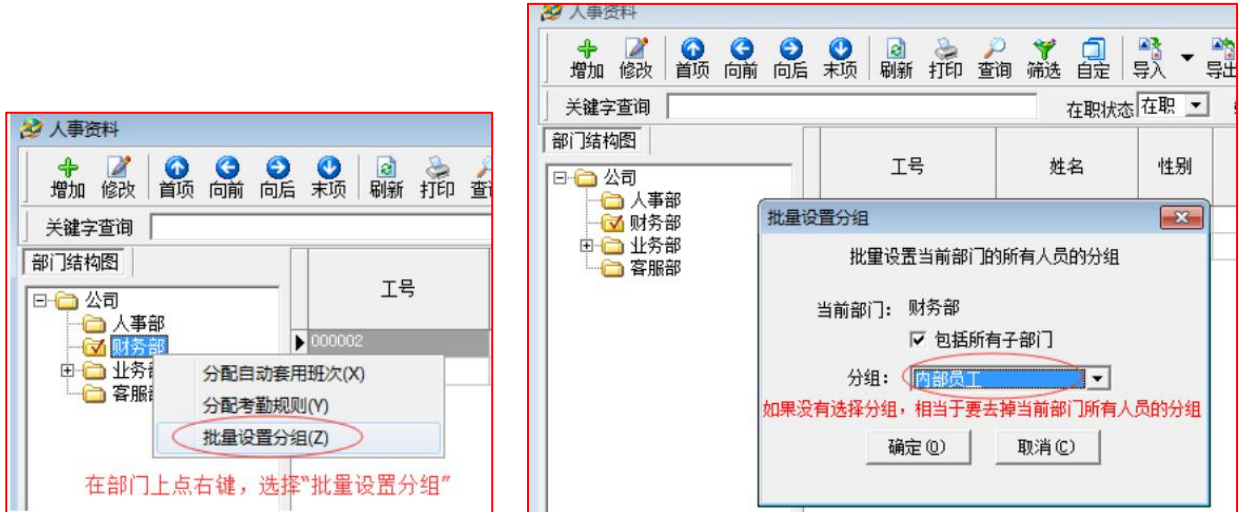 人事资料
增加 修改 首项 向前 向后 末项 刷新 打印
关键字查询
部门结构图
工号
公司
人事部
财务部
000002
业务
客服
分配自动套用班次(X)
分配考勤规则(Y)
批量设置分组(Z)
在部门上点右键，选择“批量设置分组”
人事资料
增加 修改 首项 向前 向后 末项 刷新 打印 查询 筛选 自定 导入 导出
关键字查询 在职状态 在职
部门结构图
工号 姓名 性别
公司
人事部
财务部
业务部
客服部
批量设置分组
批量设置当前部门的所有人员的分组
当前部门： 财务部
包括所有子部门
分组： 内部员工
如果没有选择分组，相当于要去掉当前部门所有人员的分组
确定(O) 取消(C)